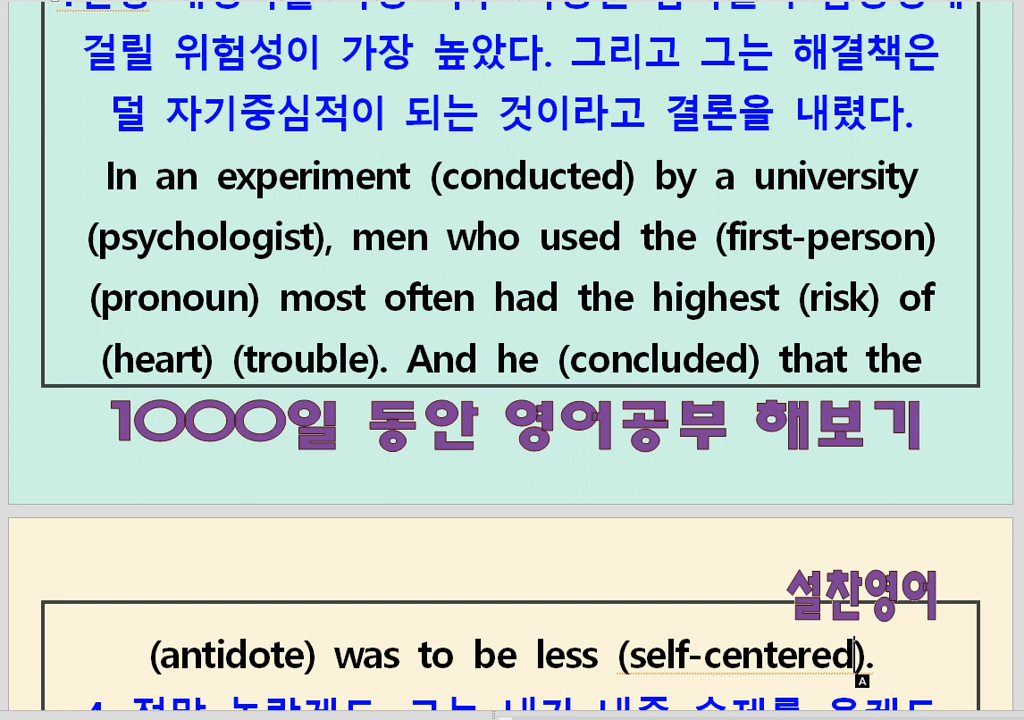 걸릴 위험성이 가장 높았다. 그리고 그는 해결책은
덜 자기중심적이 되는 것이라고 결론을 내렸다.
In an experiment (conducted) by a university
(psychologist), men who used the (first-person)
(pronoun) most often had the highest (risk) of
(heart) (trouble). And he (concluded) that the
1000일 동안 영어공부 해보기
설찬영어
(antidote) was to be less (self-centered).
A